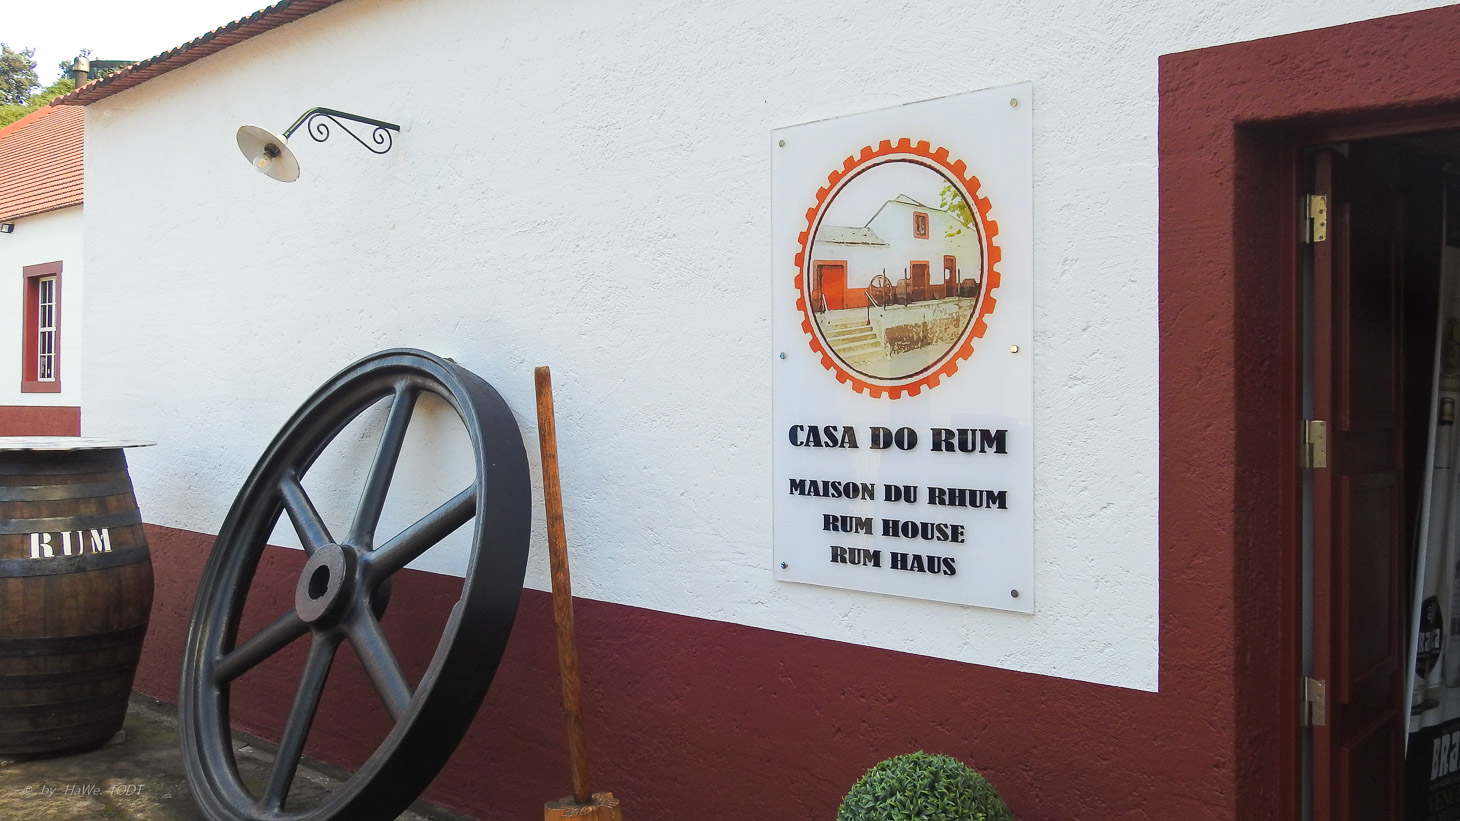 CASA DO RUM
MAISON DU RHUM
RUM HOUSE
RUM HAUS
RUM
© by HaWe. TODT